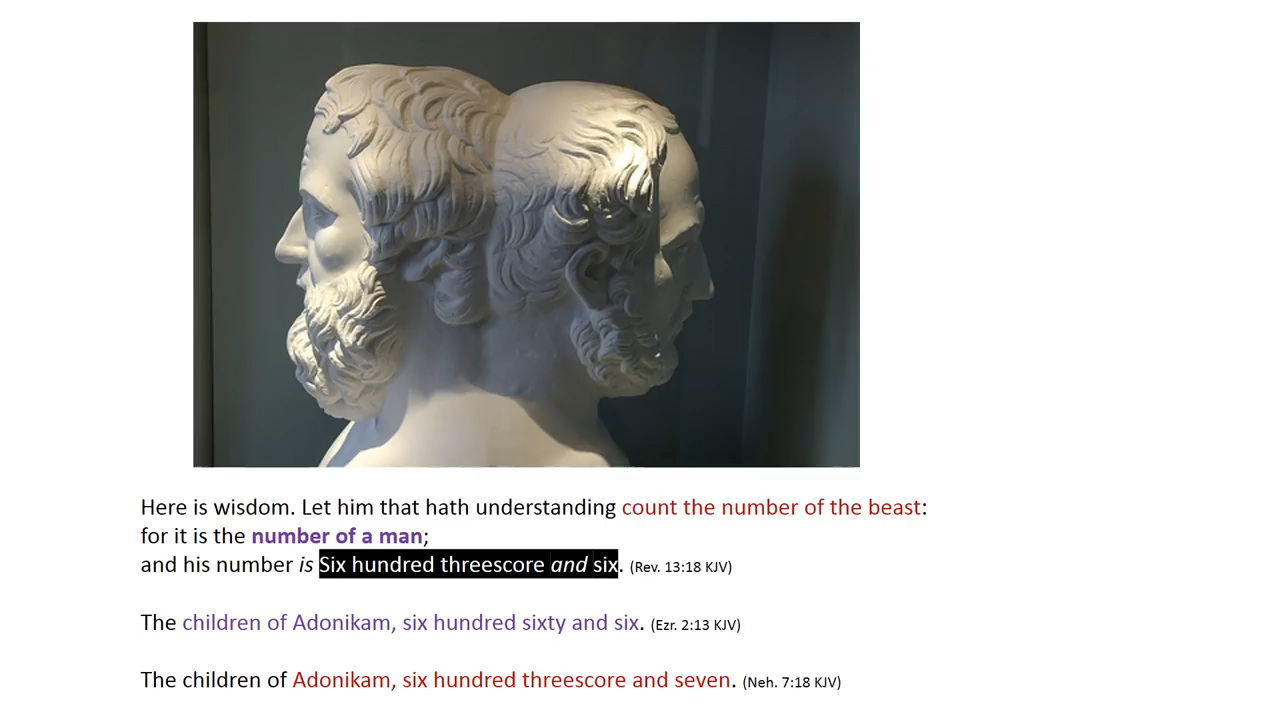 Here is wisdom. Let him that hath understanding count the number of the beast:
for it is the number of a man;
and his number is Six hundred threescore and six. (Rev. 13:18 KJV)
The children of Adonikam, six hundred sixty and six. (Ezr. 2:13 KJV)
The children of Adonikam, six hundred threescore and seven. (Neh. 7:18 KJV)